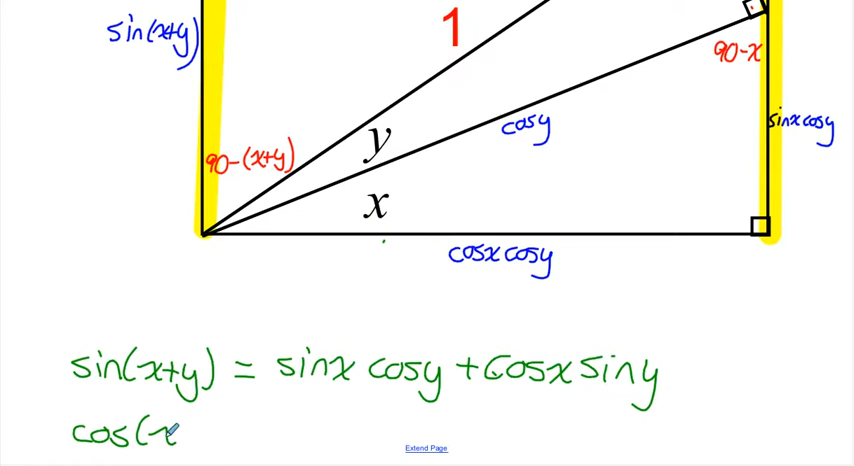 sin(x+y)
1
90-x
sinxcosy
cosy
y
90-(x+y)
x
cosxcosy
sin(x+y) = sinx cosy + cosx siny
cos(x
Extend Page